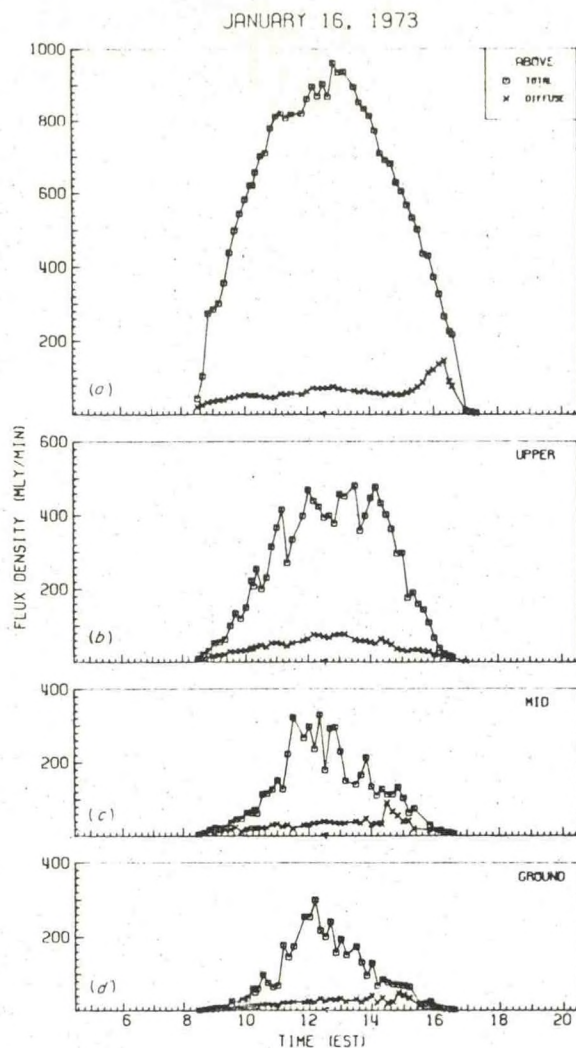 JANUARY 16, 1973
ABOVE
TOTAL
DIFFUSE
1000
800
600
400
200
(a)
600
UPPER
400
200
(b)
400
MID
200
(c)
400
GROUND
200
(d)
6 8 10 12 14 16 18 20
TIME (EST)
FLUX DENSITY (MLY/MIN)